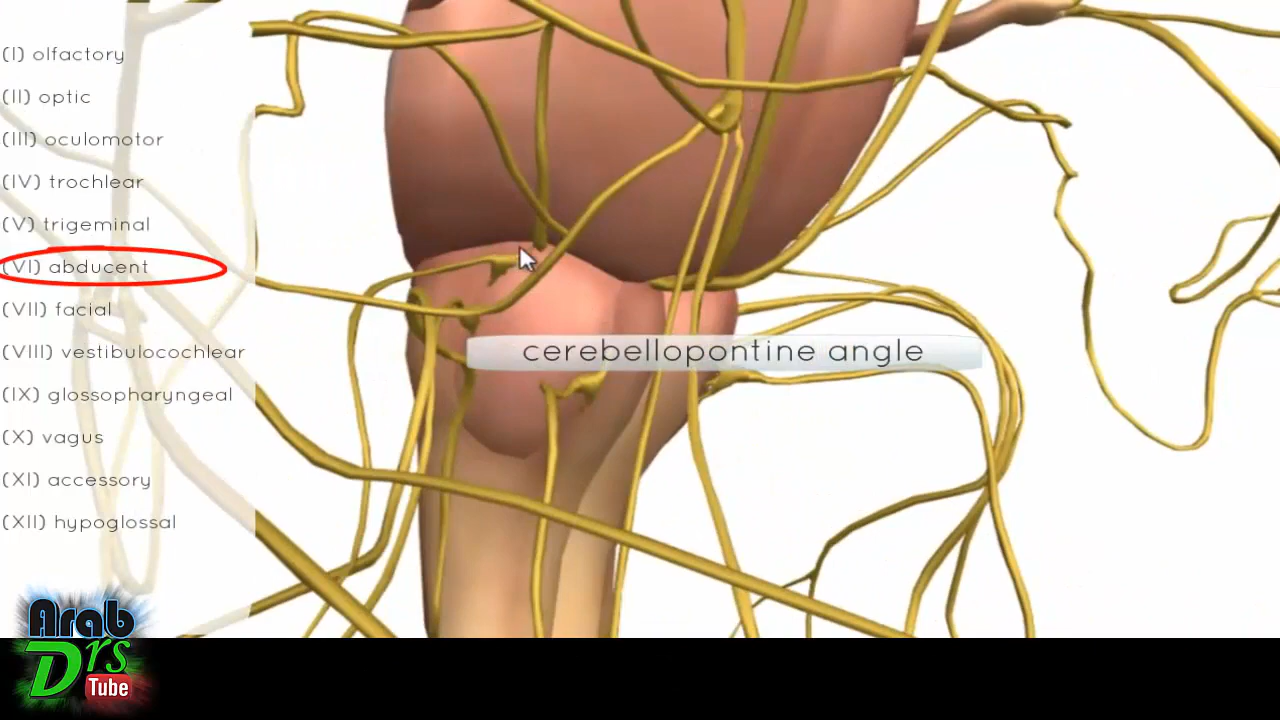 (I) olfactory
(II) optic
(III) oculomotor
(IV) trochlear
(V) trigeminal
(VI) abducent
(VII) facial
(VIII) vestibulocochlear
(IX) glossopharyngeal
(X) vagus
(XI) accessory
(XII) hypoglossal
cerebellopontine angle
Arab
Drs
Tube